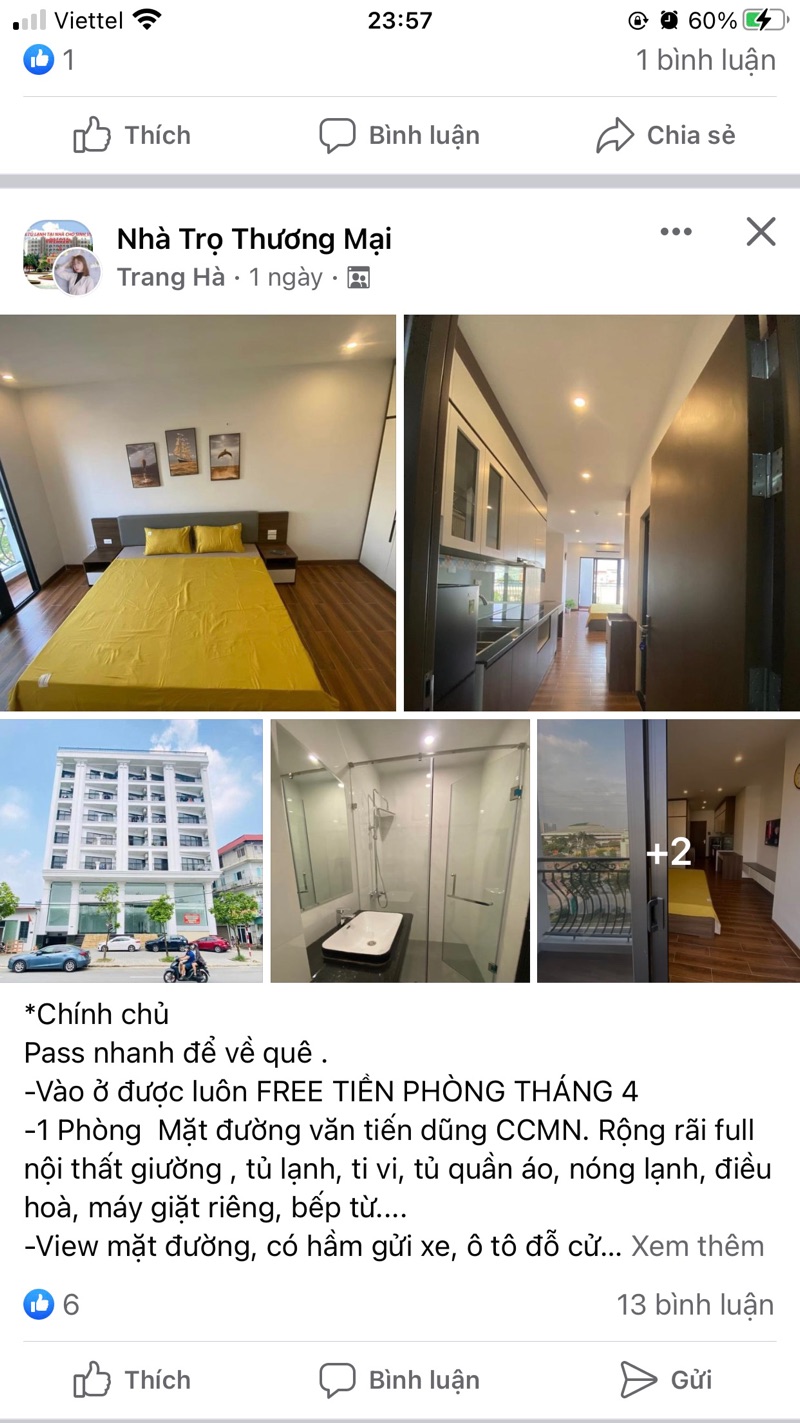 Viettel 23:57 60%
1 1 bình luận
Thích Bình luận Chia sẻ
Nhà Trọ Thương Mại
Trang Hà · 1 ngày ·
+2
*Chính chủ
Pass nhanh để về quê .
-Vào ở được luôn FREE TIỀN PHÒNG THÁNG 4
-1 Phòng  Mặt đường văn tiến dũng CCMN. Rộng rãi full
nội thất giường , tủ lạnh, ti vi, tủ quần áo, nóng lạnh, điều
hoà, máy giặt riêng, bếp từ....
-View mặt đường, có hầm gửi xe, ô tô đỗ cử... Xem thêm
6 13 bình luận
Thích Bình luận Gửi